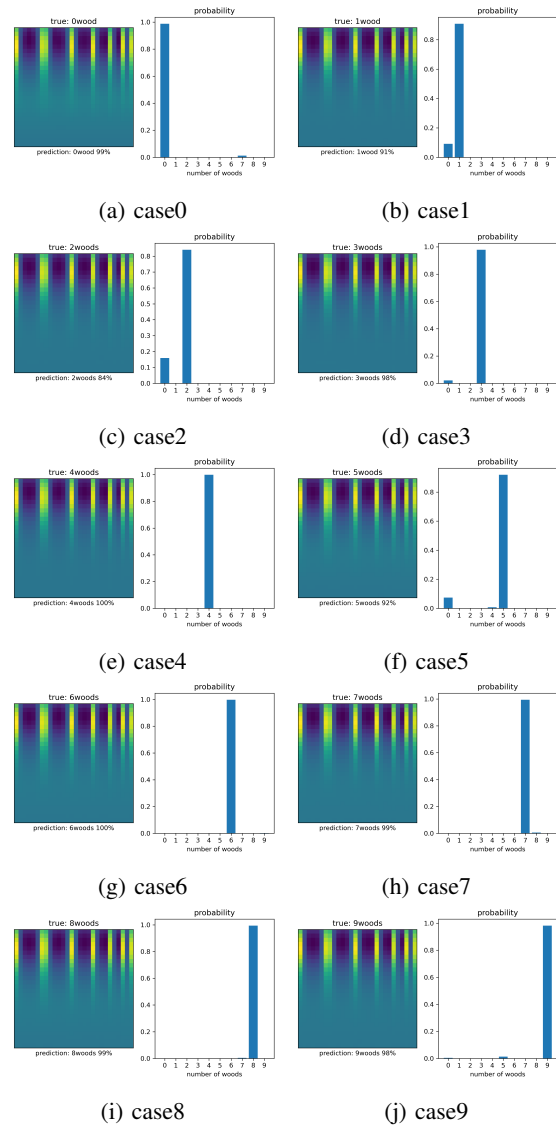 true: 0wood
prediction: 0wood 99%
probability
1.0
0.8
0.6
0.4
0.2
0.0
0 1 2 3 4 5 6 7 8 9
number of woods
(a) case0
true: 1wood
prediction: 1wood 91%
probability
0.8
0.6
0.4
0.2
0.0
0 1 2 3 4 5 6 7 8 9
number of woods
(b) case1
true: 2woods
prediction: 2woods 84%
probability
0.8
0.7
0.6
0.5
0.4
0.3
0.2
0.1
0.0
0 1 2 3 4 5 6 7 8 9
number of woods
(c) case2
true: 3woods
prediction: 3woods 98%
probability
1.0
0.8
0.6
0.4
0.2
0.0
0 1 2 3 4 5 6 7 8 9
number of woods
(d) case3
true: 4woods
prediction: 4woods 100%
probability
1.0
0.8
0.6
0.4
0.2
0.0
0 1 2 3 4 5 6 7 8 9
number of woods
(e) case4
true: 5woods
prediction: 5woods 92%
probability
0.8
0.6
0.4
0.2
0.0
0 1 2 3 4 5 6 7 8 9
number of woods
(f) case5
true: 6woods
prediction: 6woods 100%
probability
1.0
0.8
0.6
0.4
0.2
0.0
0 1 2 3 4 5 6 7 8 9
number of woods
(g) case6
true: 7woods
prediction: 7woods 99%
probability
1.0
0.8
0.6
0.4
0.2
0.0
0 1 2 3 4 5 6 7 8 9
number of woods
(h) case7
true: 8woods
prediction: 8woods 99%
probability
1.0
0.8
0.6
0.4
0.2
0.0
0 1 2 3 4 5 6 7 8 9
number of woods
(i) case8
true: 9woods
prediction: 9woods 98%
probability
1.0
0.8
0.6
0.4
0.2
0.0
0 1 2 3 4 5 6 7 8 9
number of woods
(j) case9